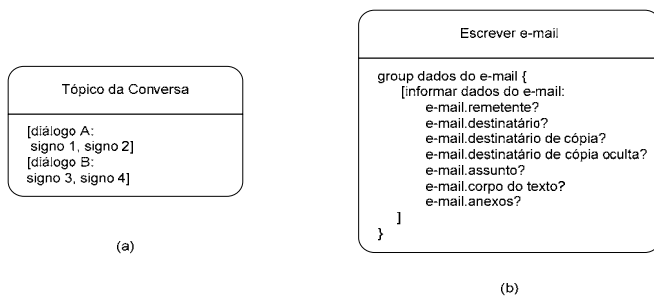 Tópico da Conversa
[diálogo A:
signo 1, signo 2]
[diálogo B:
signo 3, signo 4]
(a)
Escrever e-mail
group dados do e-mail {
[informar dados do e-mail:
e-mail.remetente?
e-mail.destinatário?
e-mail.destinatário de cópia?
e-mail.destinatário de cópia oculta?
e-mail.assunto?
e-mail.corpo do texto?
e-mail.anexos?
]
}
(b)